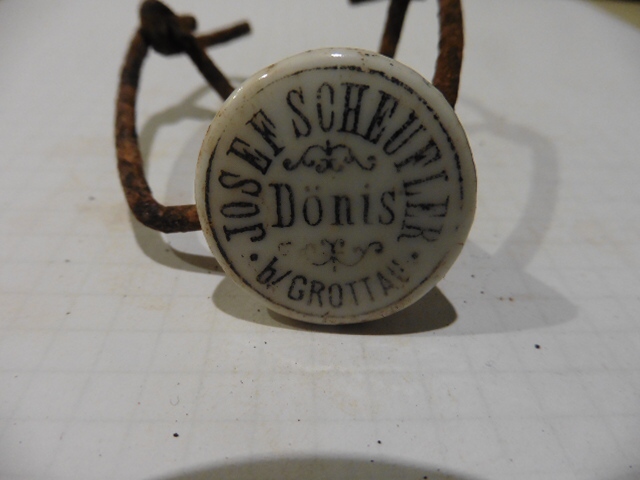 JOSEF SCHEUFLER
Dönis
b/GROTTAU